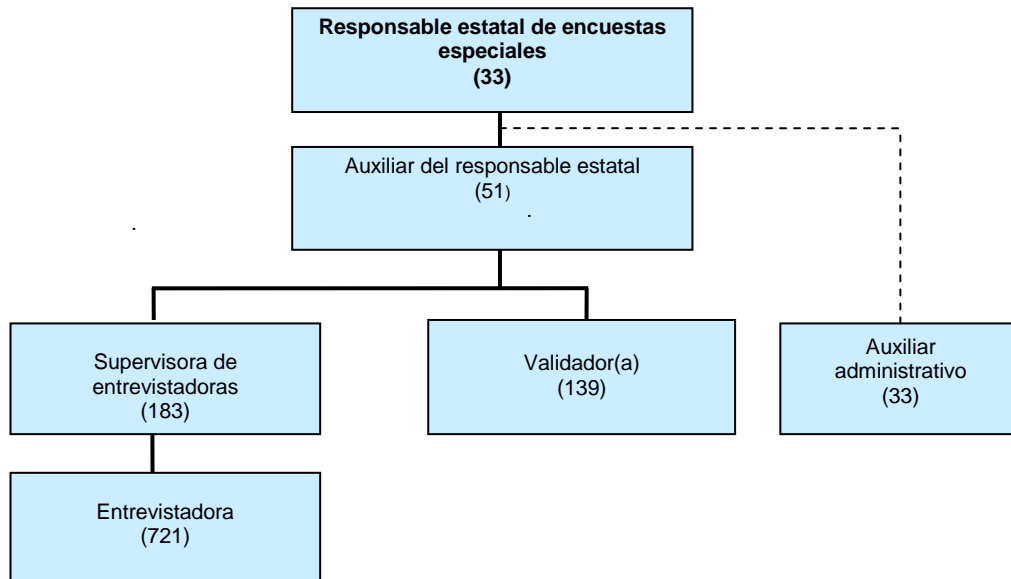 Responsable estatal de encuestas
especiales
(33)
Auxiliar del responsable estatal
(51)
.
.
Supervisora de
entrevistadoras
(183)
Validador(a)
(139)
Auxiliar
administrativo
(33)
Entrevistadora
(721)